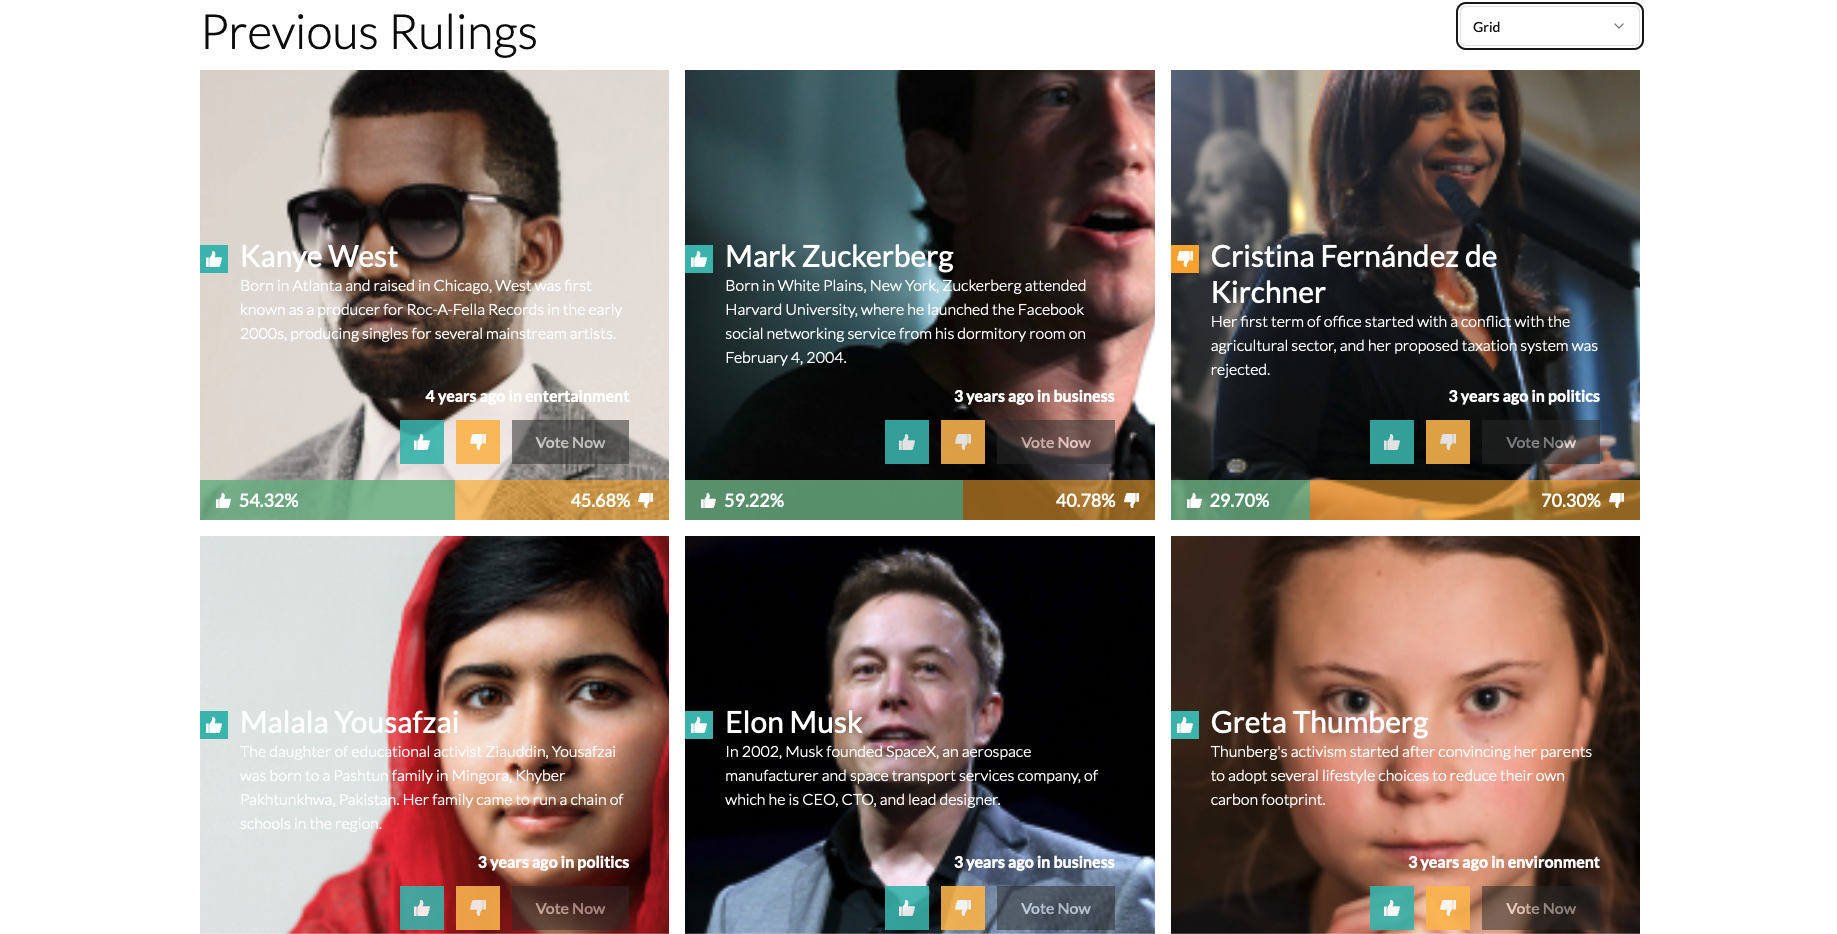 Previous Rulings
Grid
Kanye West
Born in Atlanta and raised in Chicago, West was first
known as a producer for Roc-A-Fella Records in the early
2000s, producing singles for several mainstream artists.
4 years ago in entertainment
Vote Now
54.32%
45.68%
Mark Zuckerberg
Born in White Plains, New York, Zuckerberg attended
Harvard University, where he launched the Facebook
social networking service from his dormitory room on
February 4, 2004.
3 years ago in business
Vote Now
59.22%
40.78%
Cristina Fernández de
Kirchner
Her first term of office started with a conflict with the
agricultural sector, and her proposed taxation system was
rejected.
3 years ago in politics
Vote Now
29.70%
70.30%
Malala Yousafzai
The daughter of educational activist Ziauddin, Yousafzai
was born to a Pashtun family in Mingora, Khyber
Pakhtunkhwa, Pakistan. Her family came to run a chain of
schools in the region.
3 years ago in politics
Vote Now
Elon Musk
In 2002, Musk founded SpaceX, an aerospace
manufacturer and space transport services company, of
which he is CEO, CTO, and lead designer.
3 years ago in business
Vote Now
Greta Thumberg
Thunberg's activism started after convincing her parents
to adopt several lifestyle choices to reduce their own
carbon footprint.
3 years ago in environment
Vote Now